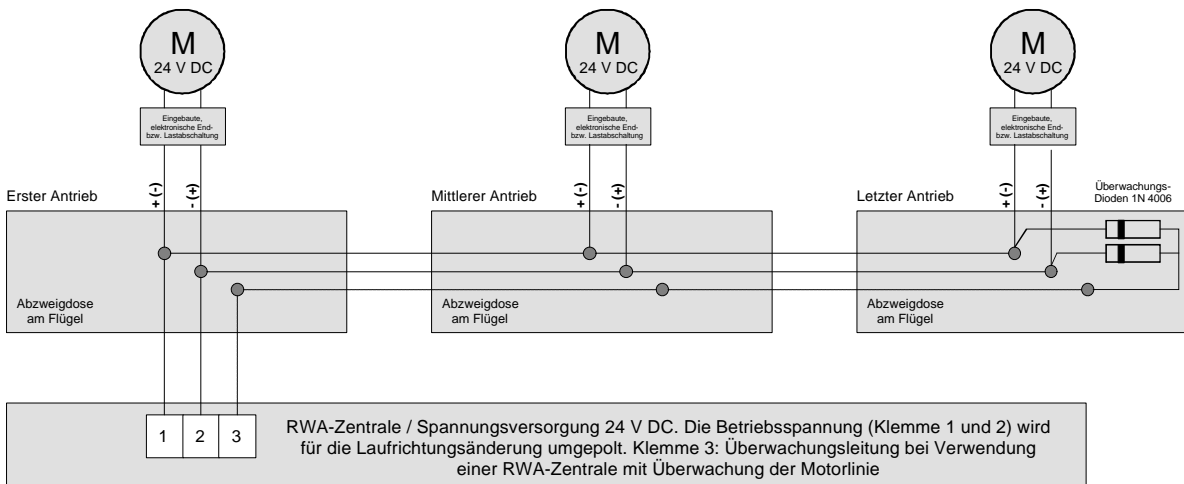 M
24 V DC
M
24 V DC
M
24 V DC
Eingebaute,
elektronische End-
bzw. Lastabschaltung
Eingebaute,
elektronische End-
bzw. Lastabschaltung
Eingebaute,
elektronische End-
bzw. Lastabschaltung
+ (-)
- (+)
+ (-)
- (+)
+ (-)
- (+)
Erster Antrieb
Mittlerer Antrieb
Letzter Antrieb
Überwachungs-
Dioden 1N 4006
Abzweigdose
am Flügel
Abzweigdose
am Flügel
Abzweigdose
am Flügel
1 2 3
RWA-Zentrale / Spannungsversorgung 24 V DC. Die Betriebsspannung (Klemme 1 und 2) wird
für die Laufrichtungsänderung umgepolt. Klemme 3: Überwachungsleitung bei Verwendung
einer RWA-Zentrale mit Überwachung der Motorlinie